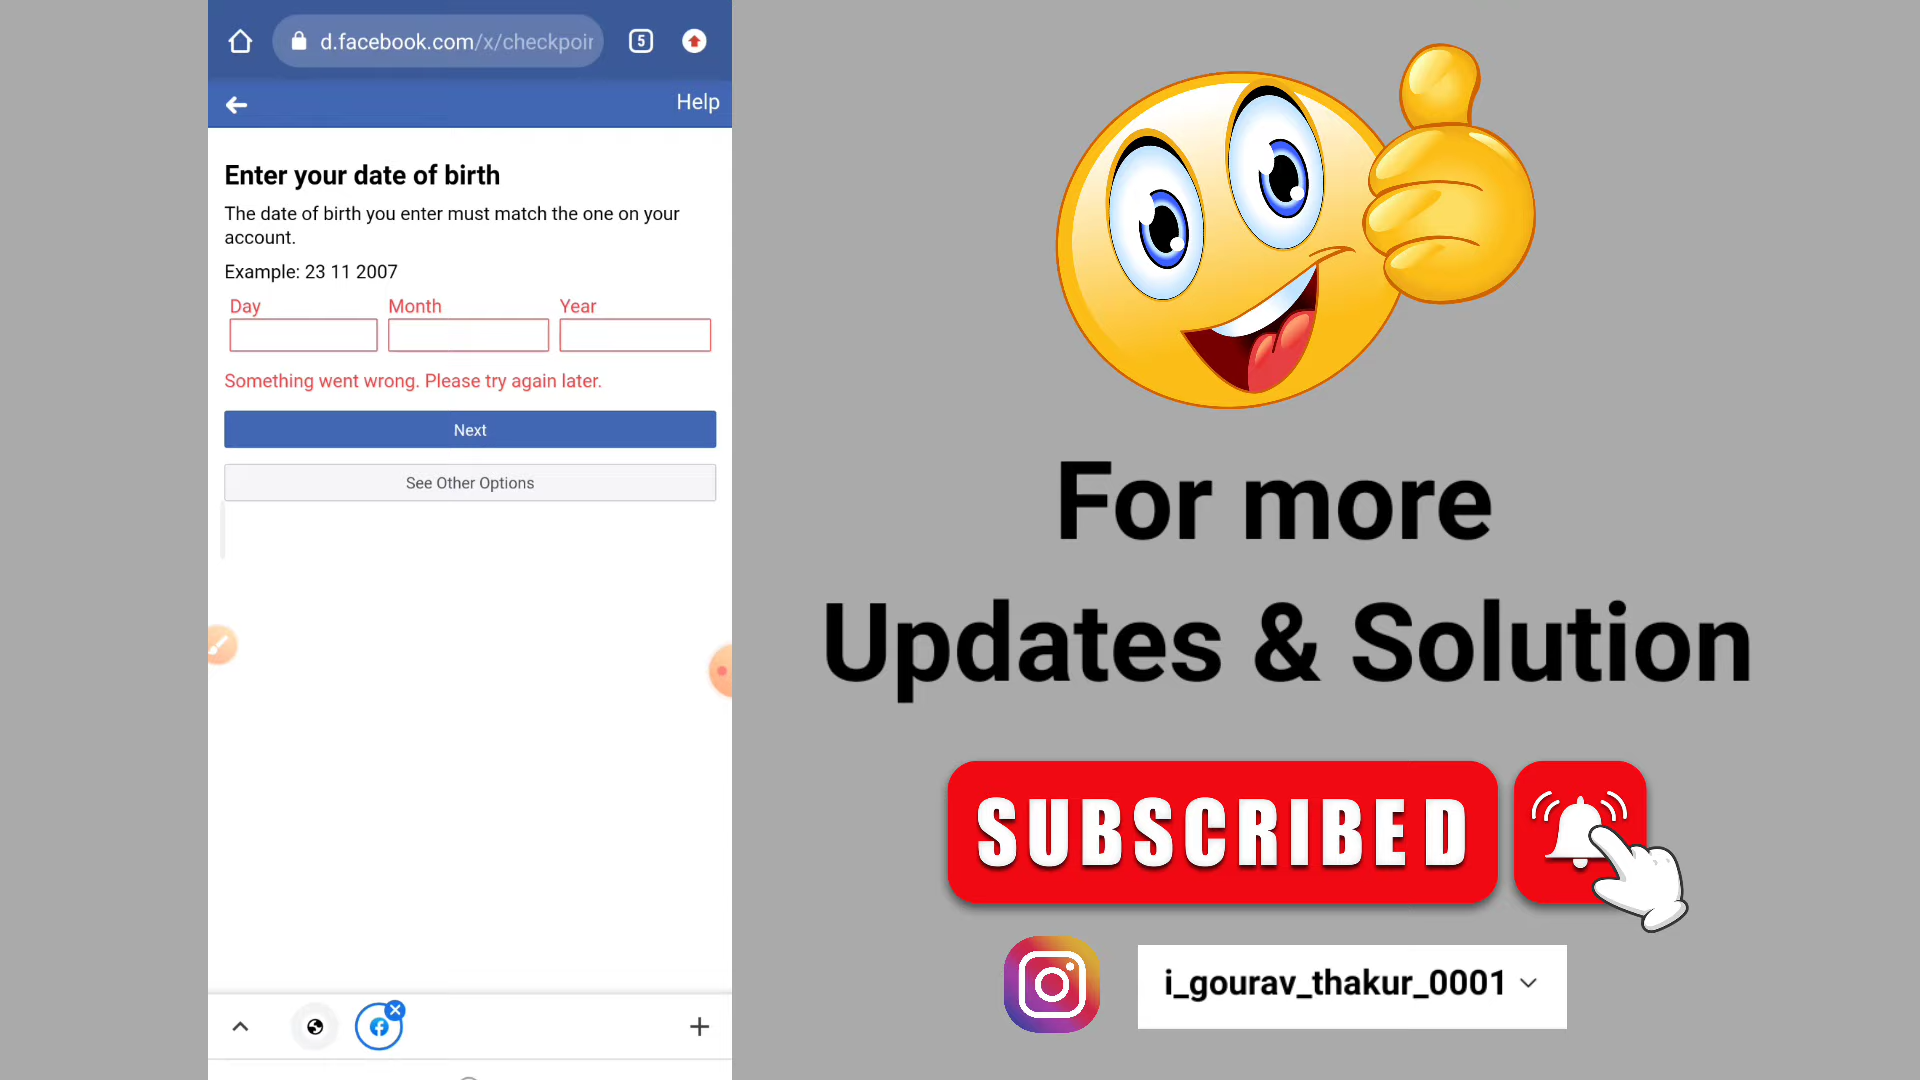 d.facebook.com/x/checkpoir
5
Help
Enter your date of birth
The date of birth you enter must match the one on your
account.
Example: 23 11 2007
Day Month Year
Something went wrong. Please try again later.
Next
See Other Options
For more
Updates & Solution
SUBSCRIBED
i_gourav_thakur_0001